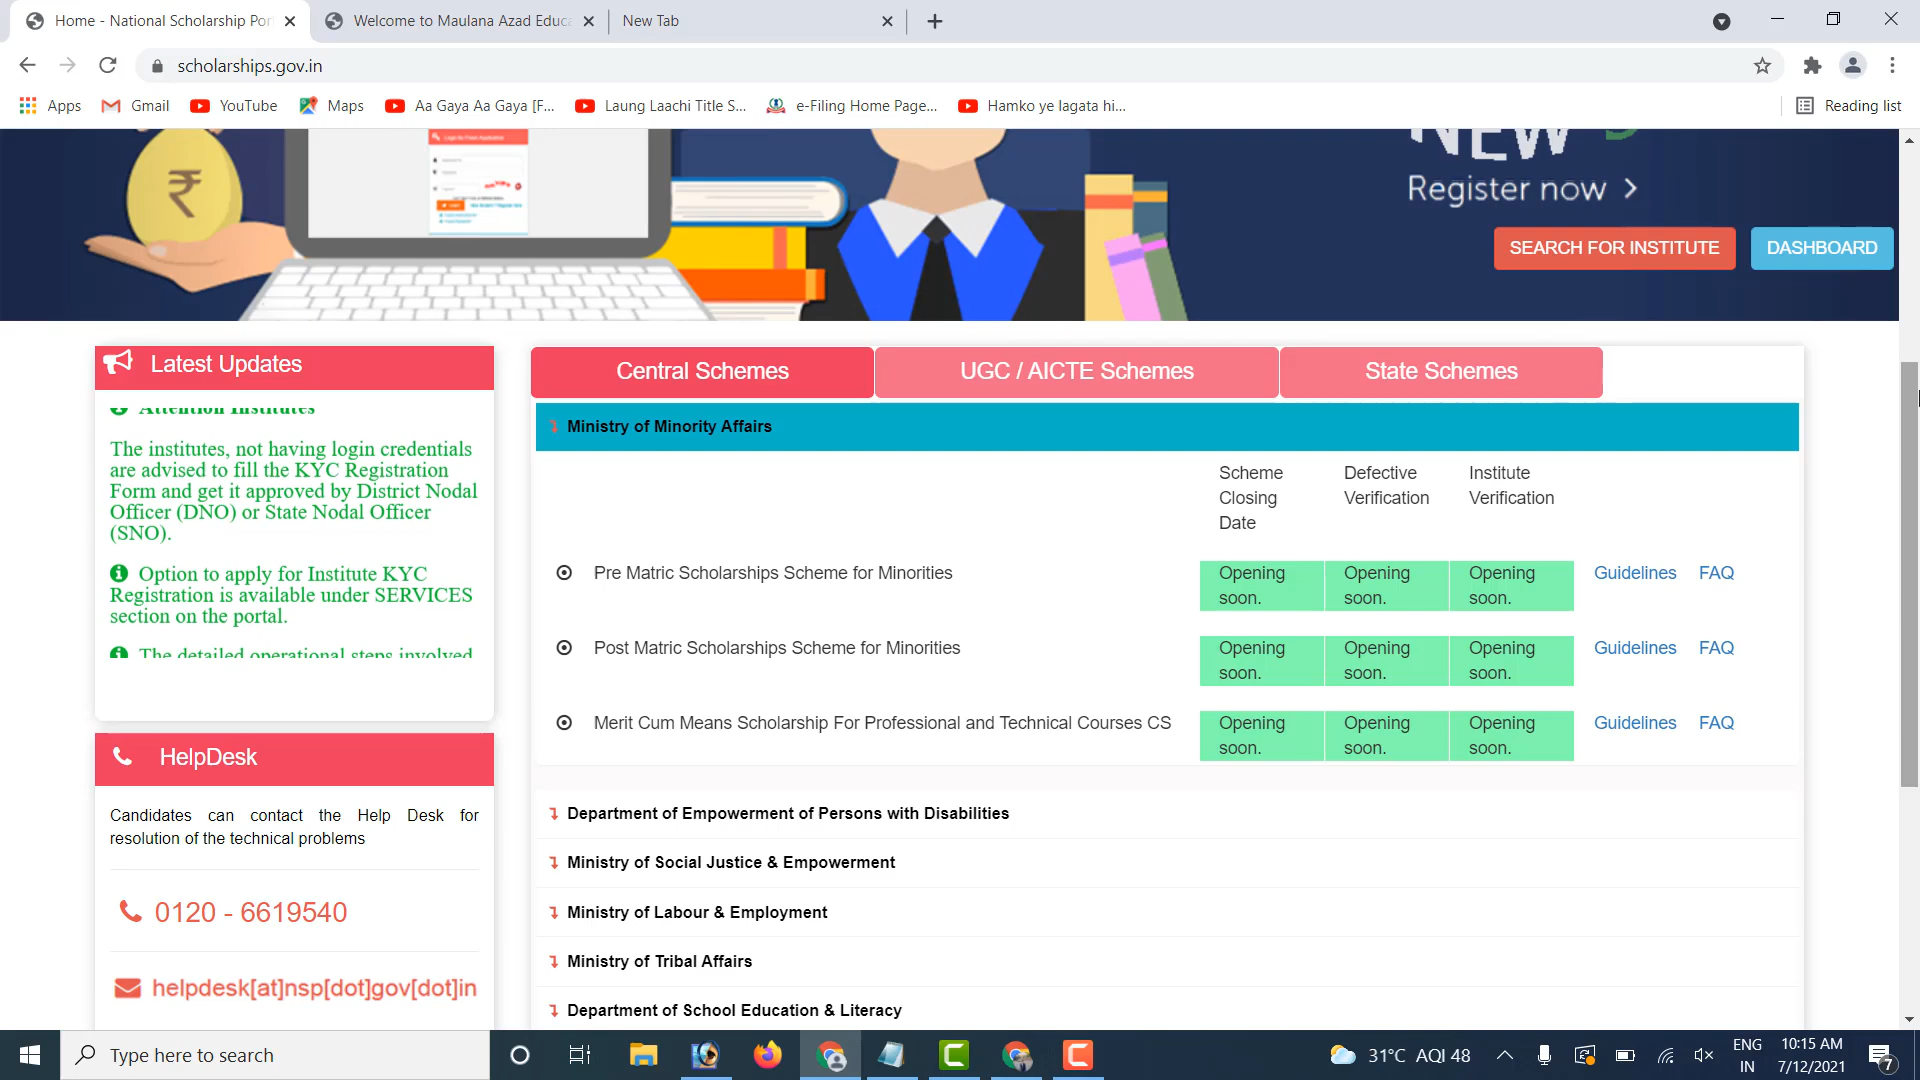 Home - National Scholarship Por
Welcome to Maulana Azad Educa
New Tab
scholarships.gov.in
Apps
Gmail
YouTube
Maps
Aa Gaya Aa Gaya [F...
Laung Laachi Title S...
e-Filing Home Page...
Hamko ye lagata hi...
Reading list
NEW
Register now
SEARCH FOR INSTITUTE
DASHBOARD
Latest Updates
Attention Institutes
The institutes, not having login credentials
are advised to fill the KYC Registration
Form and get it approved by District Nodal
Officer (DNO) or State Nodal Officer
(SNO).
Option to apply for Institute KYC
Registration is available under SERVICES
section on the portal.
The detailed operational steps involved
HelpDesk
Candidates can contact the Help Desk for
resolution of the technical problems
0120 - 6619540
helpdesk[at]nsp[dot]gov[dot]in
Central Schemes
UGC / AICTE Schemes
State Schemes
Ministry of Minority Affairs
Scheme
Closing
Date
Defective
Verification
Institute
Verification
Pre Matric Scholarships Scheme for Minorities
Opening
soon.
Opening
soon.
Opening
soon.
Guidelines
FAQ
Post Matric Scholarships Scheme for Minorities
Opening
soon.
Opening
soon.
Opening
soon.
Guidelines
FAQ
Merit Cum Means Scholarship For Professional and Technical Courses CS
Opening
soon.
Opening
soon.
Opening
soon.
Guidelines
FAQ
Department of Empowerment of Persons with Disabilities
Ministry of Social Justice & Empowerment
Ministry of Labour & Employment
Ministry of Tribal Affairs
Department of School Education & Literacy
Type here to search
31°C AQI 48
ENG
IN
10:15 AM
7/12/2021
7